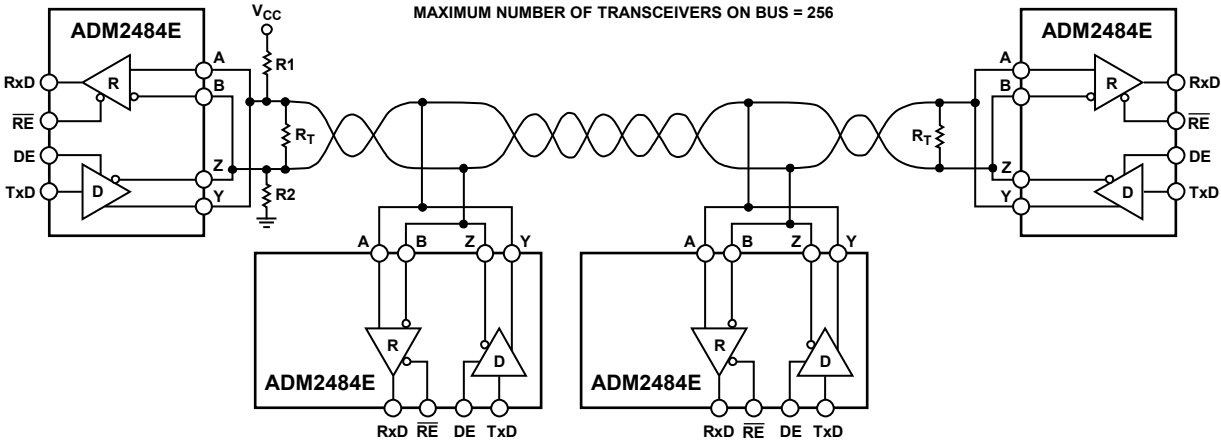 MAXIMUM NUMBER OF TRANSCEIVERS ON BUS = 256
ADM2484E
RxD
RE
DE
TxD
R
D
A
B
Z
Y
VCC
R1
RT
R2
RT
ADM2484E
A
B
Z
Y
R
D
RxD
RE
DE
TxD
A
B
Z
Y
R
D
ADM2484E
RxD
RE
DE
TxD
A
B
Z
Y
R
D
ADM2484E
RxD
RE
DE
TxD